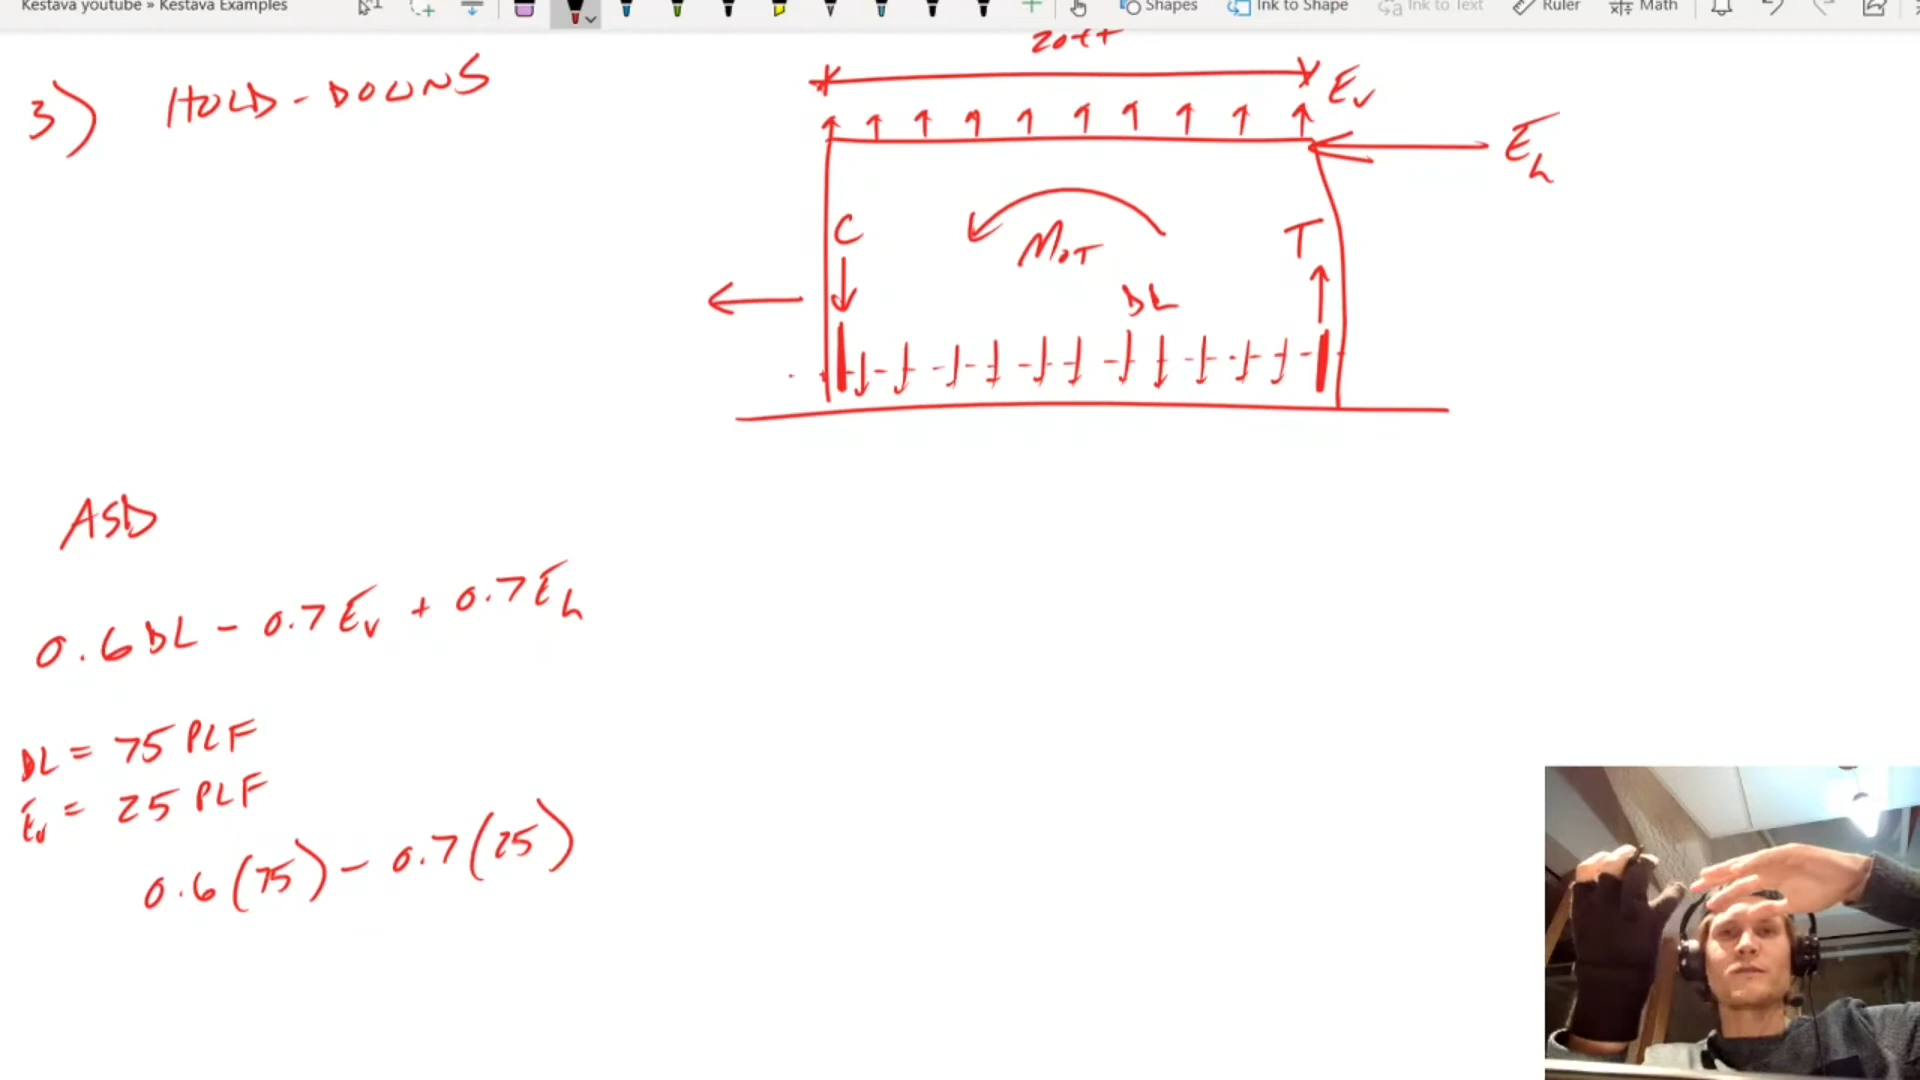 Kestava youtube » Kestava Examples
Shapes
Ink to Shape
Ink to Text
Ruler
Math
3) HOLD-DOWNS
20ft
Ev
Eh
C
MOT
T
DL
ASD
0.6DL - 0.7Ev + 0.7Eh
DL = 75 PLF
Ev = 25 PLF
0.6(75) - 0.7(25)